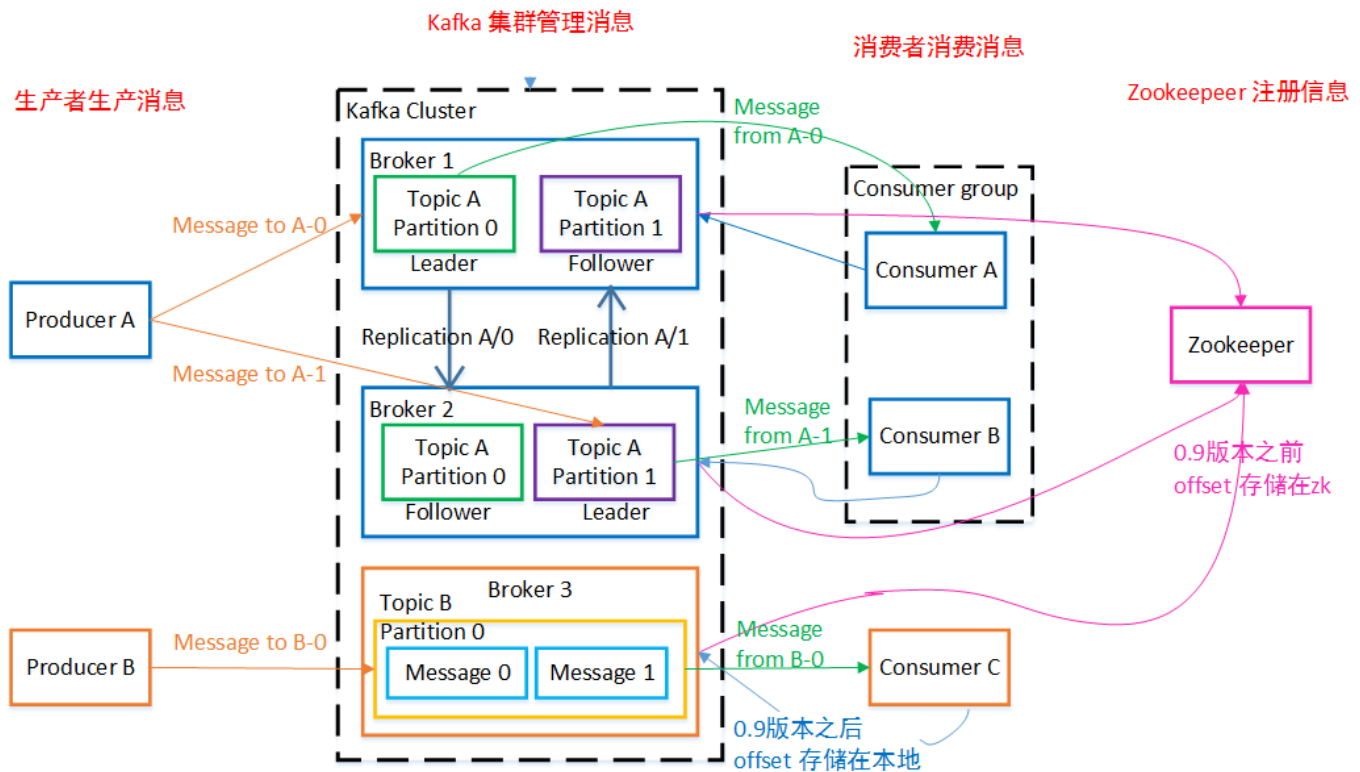 Kafka 集群管理消息
消费者消费消息
生产者生产消息
Zookeepeer 注册信息
Kafka Cluster
Message
from A-0
Broker 1
Topic A
Partition 0
Leader
Topic A
Partition 1
Follower
Consumer group
Consumer A
Message to A-0
Producer A
Replication A/0
Replication A/1
Zookeeper
Message to A-1
Broker 2
Topic A
Partition 0
Follower
Topic A
Partition 1
Leader
Message
from A-1
Consumer B
0.9版本之前
offset 存储在zk
Broker 3
Topic B
Partition 0
Message 0
Message 1
Producer B
Message to B-0
Message
from B-0
Consumer C
0.9版本之后
offset 存储在本地